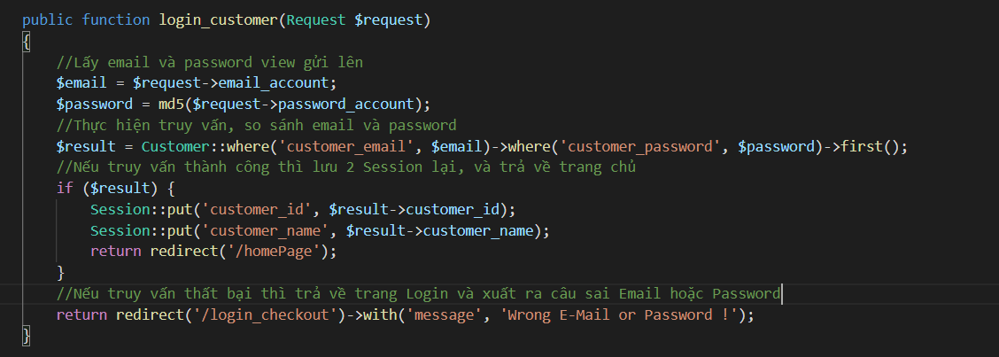 public function login_customer(Request $request)
{
//Lấy email và password view gửi lên
$email = $request->email_account;
$password = md5($request->password_account);
//Thực hiện truy vấn, so sánh email và password
$result = Customer::where('customer_email', $email)->where('customer_password', $password)->first();
//Nếu truy vấn thành công thì lưu 2 Session lại, và trả về trang chủ
if ($result) {
Session::put('customer_id', $result->customer_id);
Session::put('customer_name', $result->customer_name);
return redirect('/homePage');
}
//Nếu truy vấn thất bại thì trả về trang Login và xuất ra câu sai Email hoặc Password
return redirect('/login_checkout')->with('message', 'Wrong E-Mail or Password !');
}